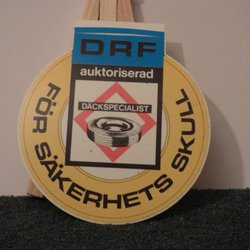 DRF
auktoriserad
DÄCKSPECIALIST
FÖR SÄKERHETS SKULL